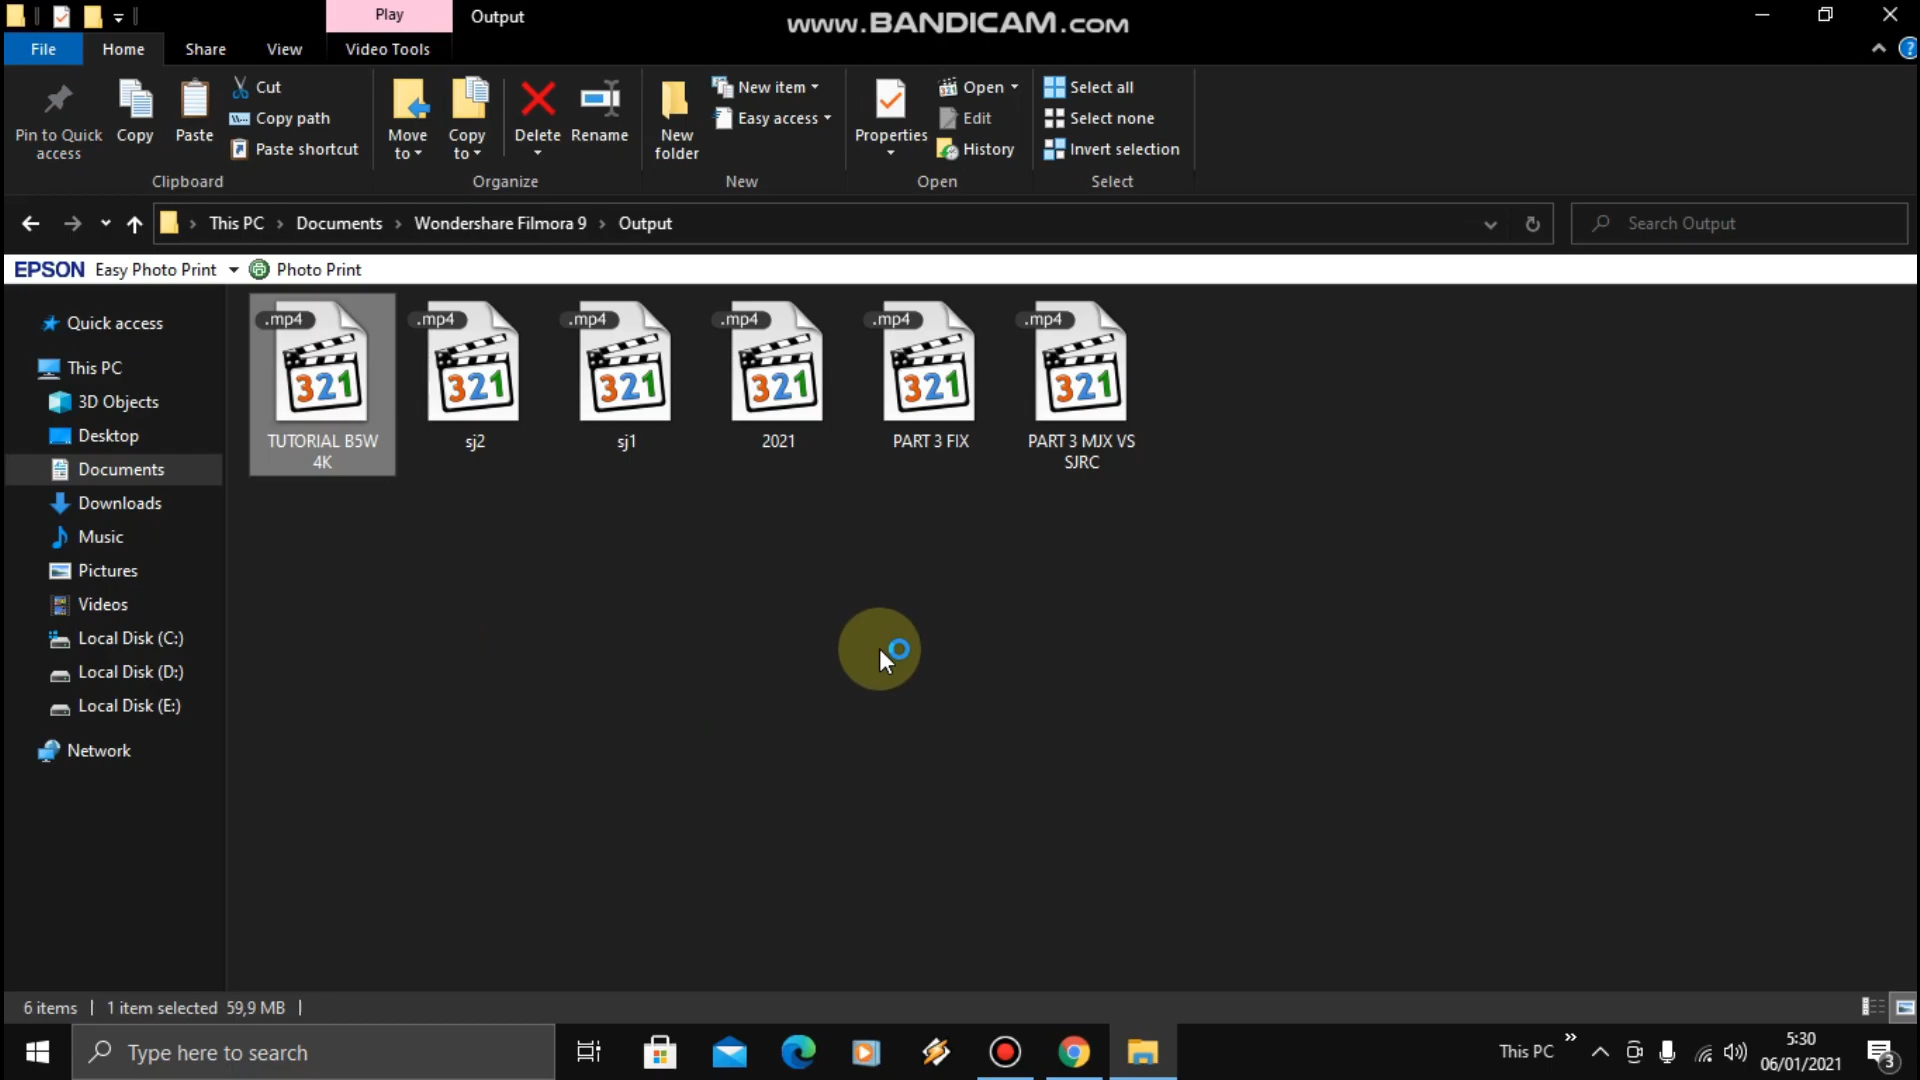 Play
Output
www.BANDICAM.com
File
Home
Share
View
Video Tools
Pin to Quick
access
Copy
Paste
Cut
Copy path
Paste shortcut
Clipboard
Move
to
Copy
to
Delete
Rename
Organize
New
folder
New item
Easy access
New
Properties
Open
Edit
History
Open
Select all
Select none
Invert selection
Select
This PC
Documents
Wondershare Filmora 9
Output
Search Output
EPSON Easy Photo Print
Photo Print
Quick access
This PC
3D Objects
Desktop
Documents
Downloads
Music
Pictures
Videos
Local Disk (C:)
Local Disk (D:)
Local Disk (E:)
Network
.mp4
321
TUTORIAL B5W
4K
.mp4
321
sj2
.mp4
321
sj1
.mp4
321
2021
.mp4
321
PART 3 FIX
.mp4
321
PART 3 MJX VS
SJRC
6 items
1 item selected 59,9 MB
Type here to search
This PC
5:30
06/01/2021
3